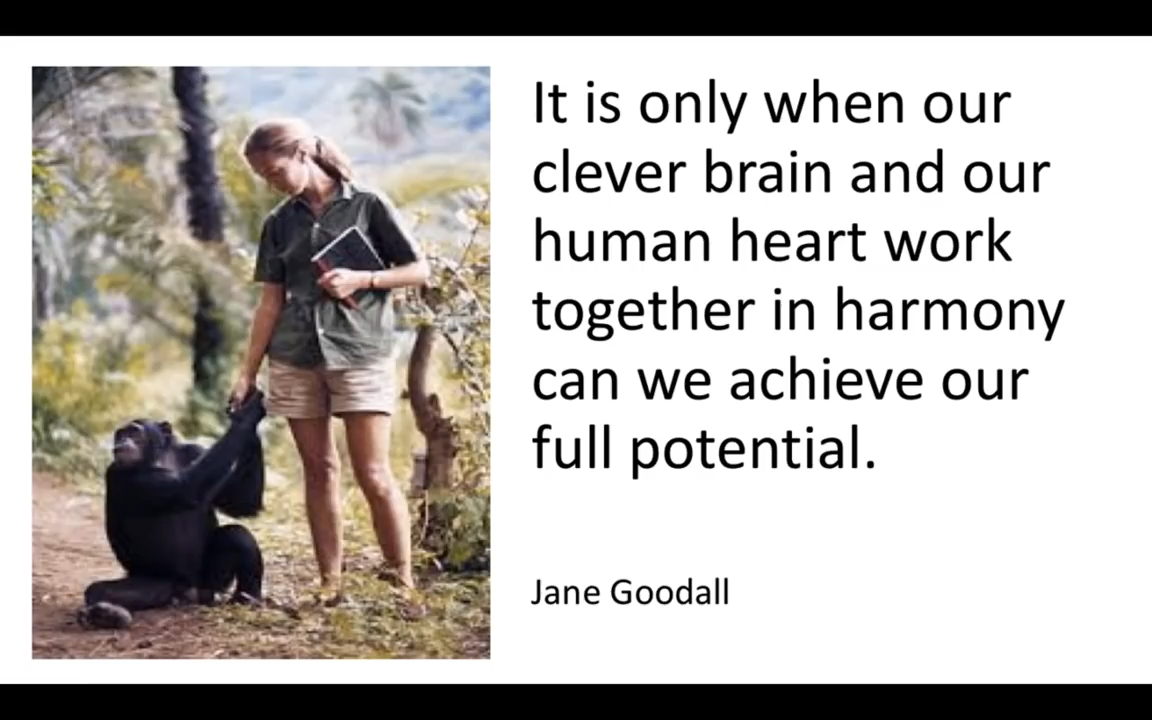 It is only when our
clever brain and our
human heart work
together in harmony
can we achieve our
full potential.
Jane Goodall